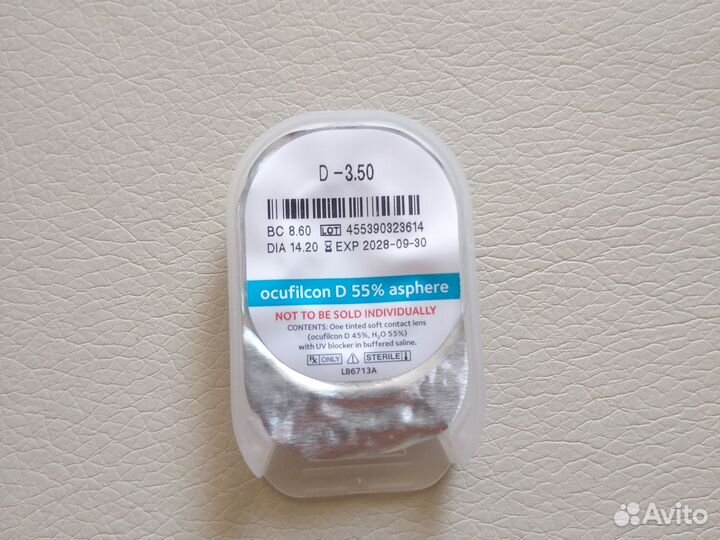 D -3.50
BC 8.60 LOT 455390323614
DIA 14.20 EXP 2028-09-30
ocufilcon D 55% asphere
NOT TO BE SOLD INDIVIDUALLY
CONTENTS: One tinted soft contact lens
(ocufilcon D 45%, H₂O 55%)
with UV blocker in buffered saline.
Rx ONLY STERILE
LB6713A
Avito